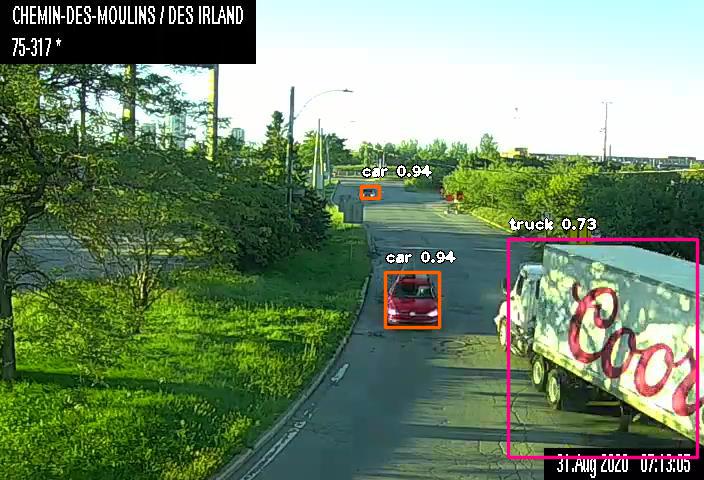 CHEMIN-DES-MOULINS / DES IRLAND
75-317 *
car 0.94
truck 0.73
car 0.94
Coor
31.Aug 2020 07:13:05